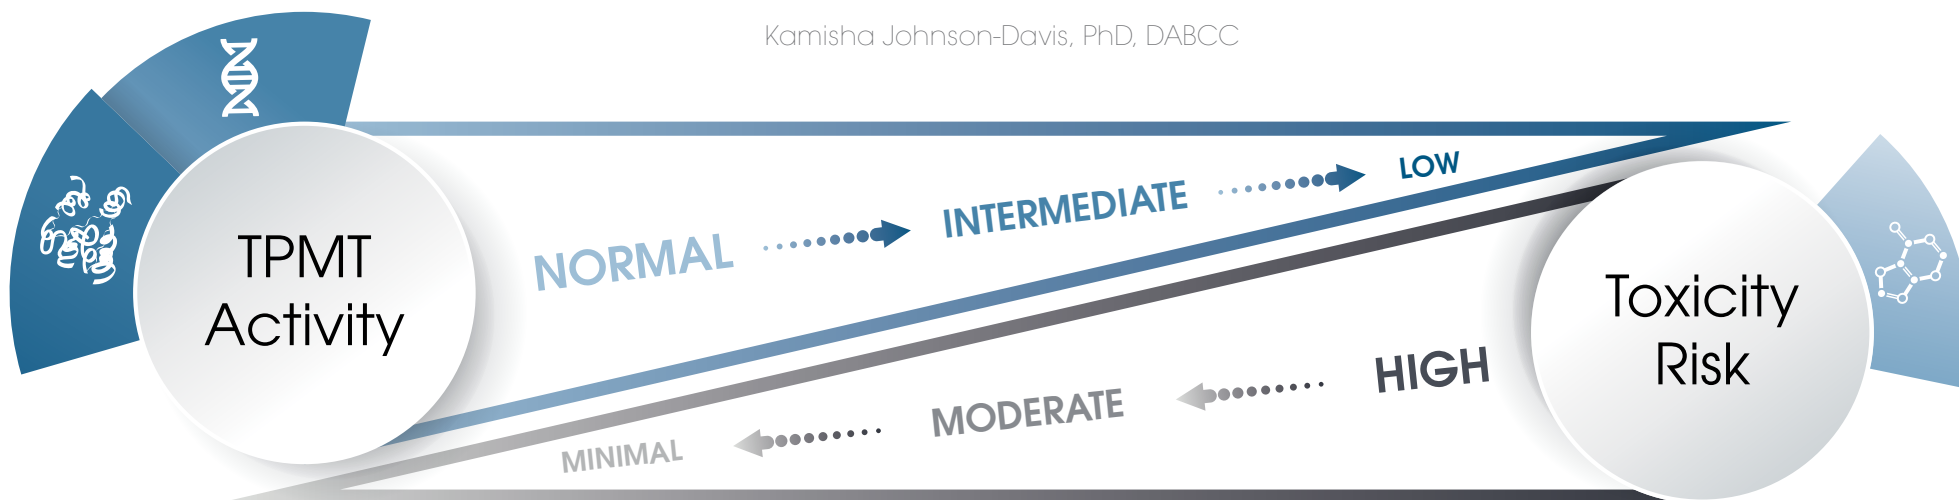 Kamisha Johnson-Davis, PhD, DABCC
TPMT
Activity
NORMAL
INTERMEDIATE
LOW
Toxicity
Risk
HIGH
MODERATE
MINIMAL